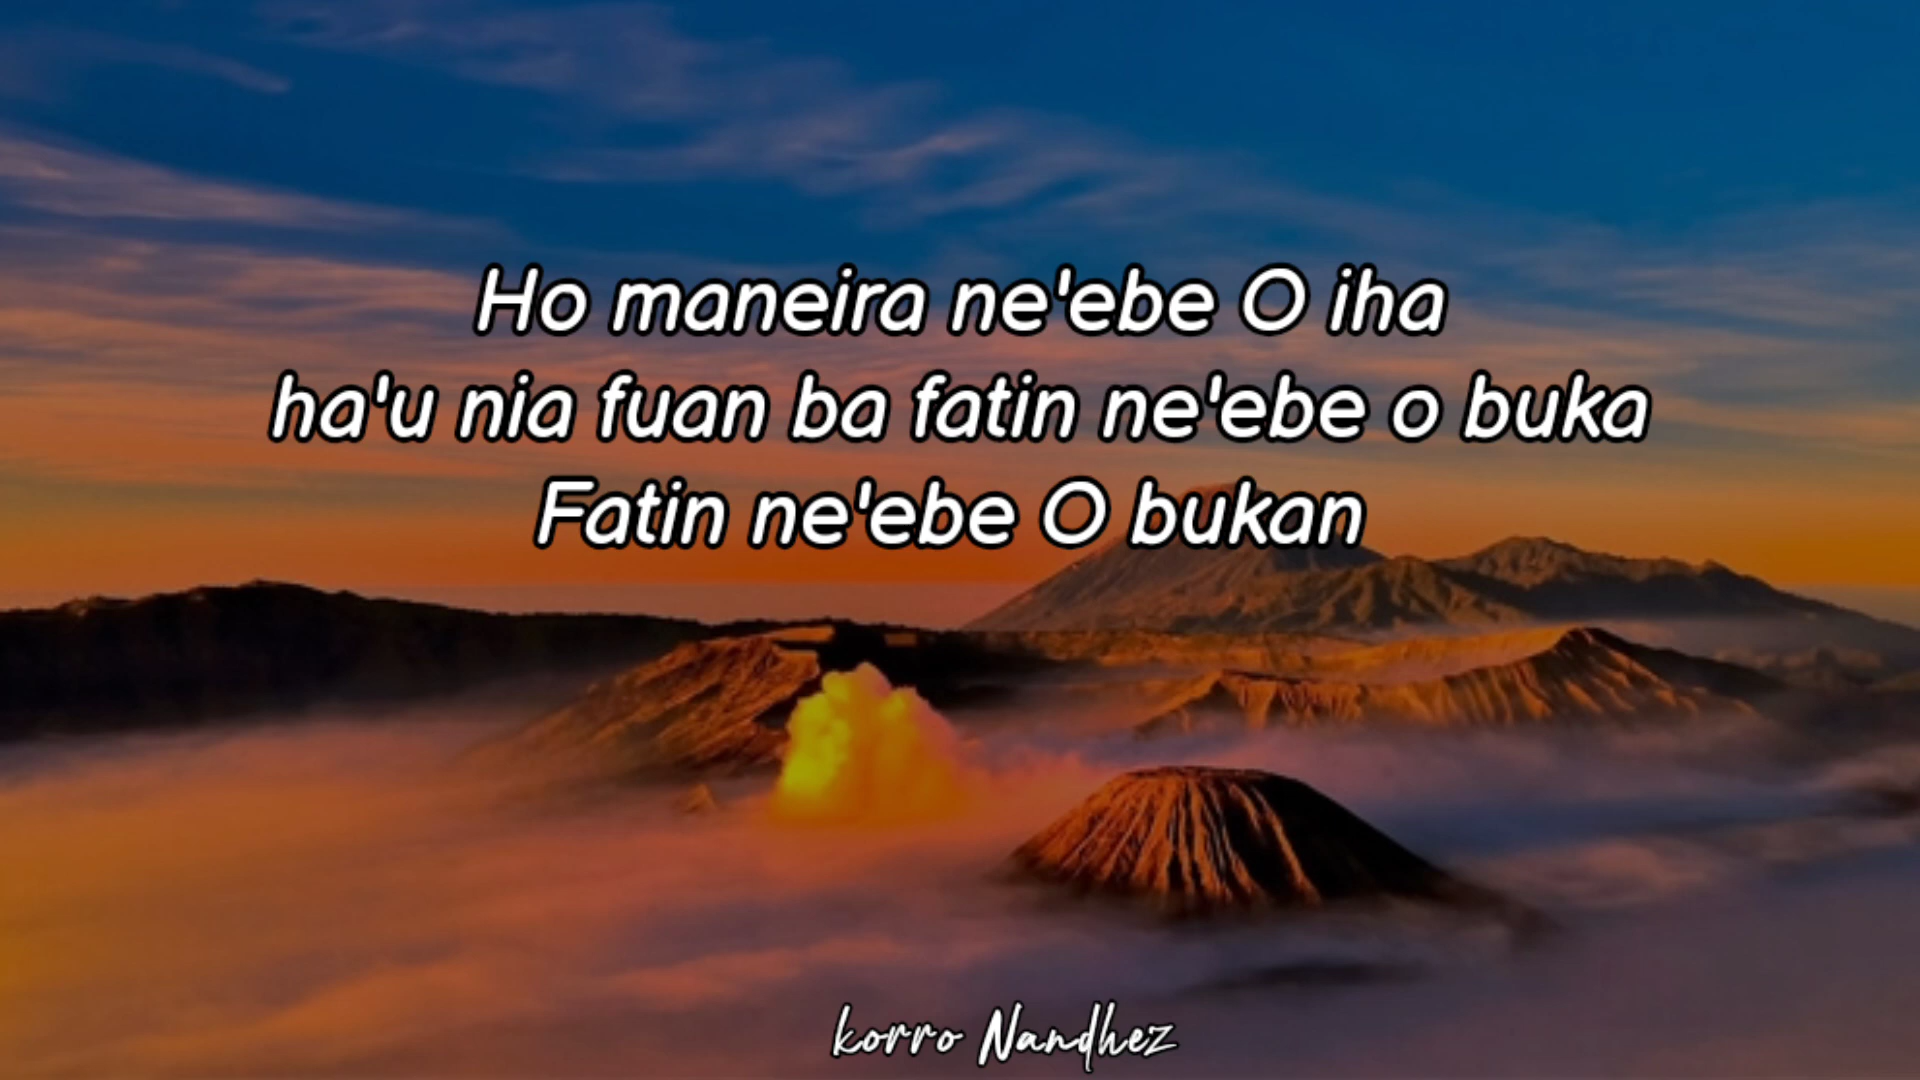 Ho maneira ne'ebe O iha
ha'u nia fuan ba fatin ne'ebe o buka
Fatin ne'ebe O bukan
korro Nandhez